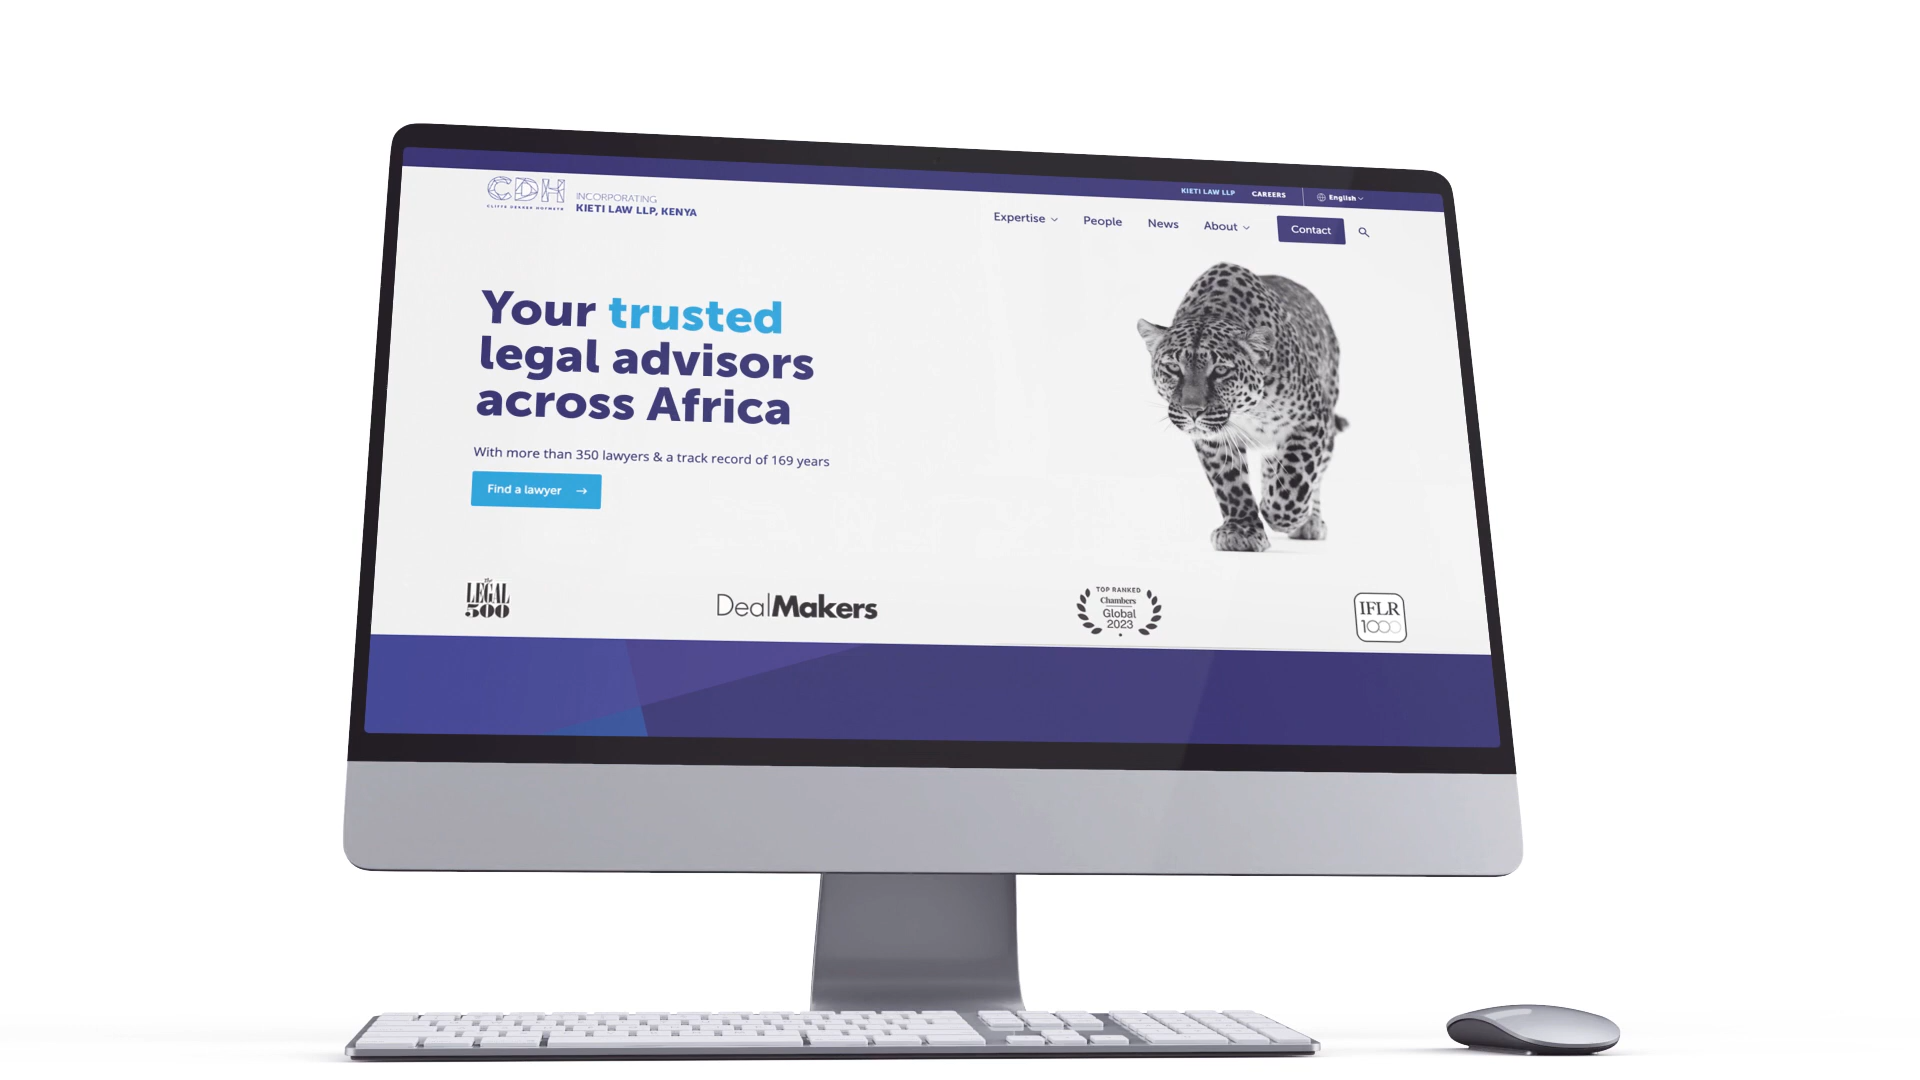 KIETI LAW LLP
CAREERS
English
CDH
CLIFFE DEKKER HOFMEYR
INCORPORATING
KIETI LAW LLP, KENYA
Expertise
People
News
About
Contact
Your trusted
legal advisors
across Africa
With more than 350 lawyers & a track record of 169 years
Find a lawyer →
the
LEGAL
500
DealMakers
TOP RANKED
Chambers
Global
2023
IFLR
1000